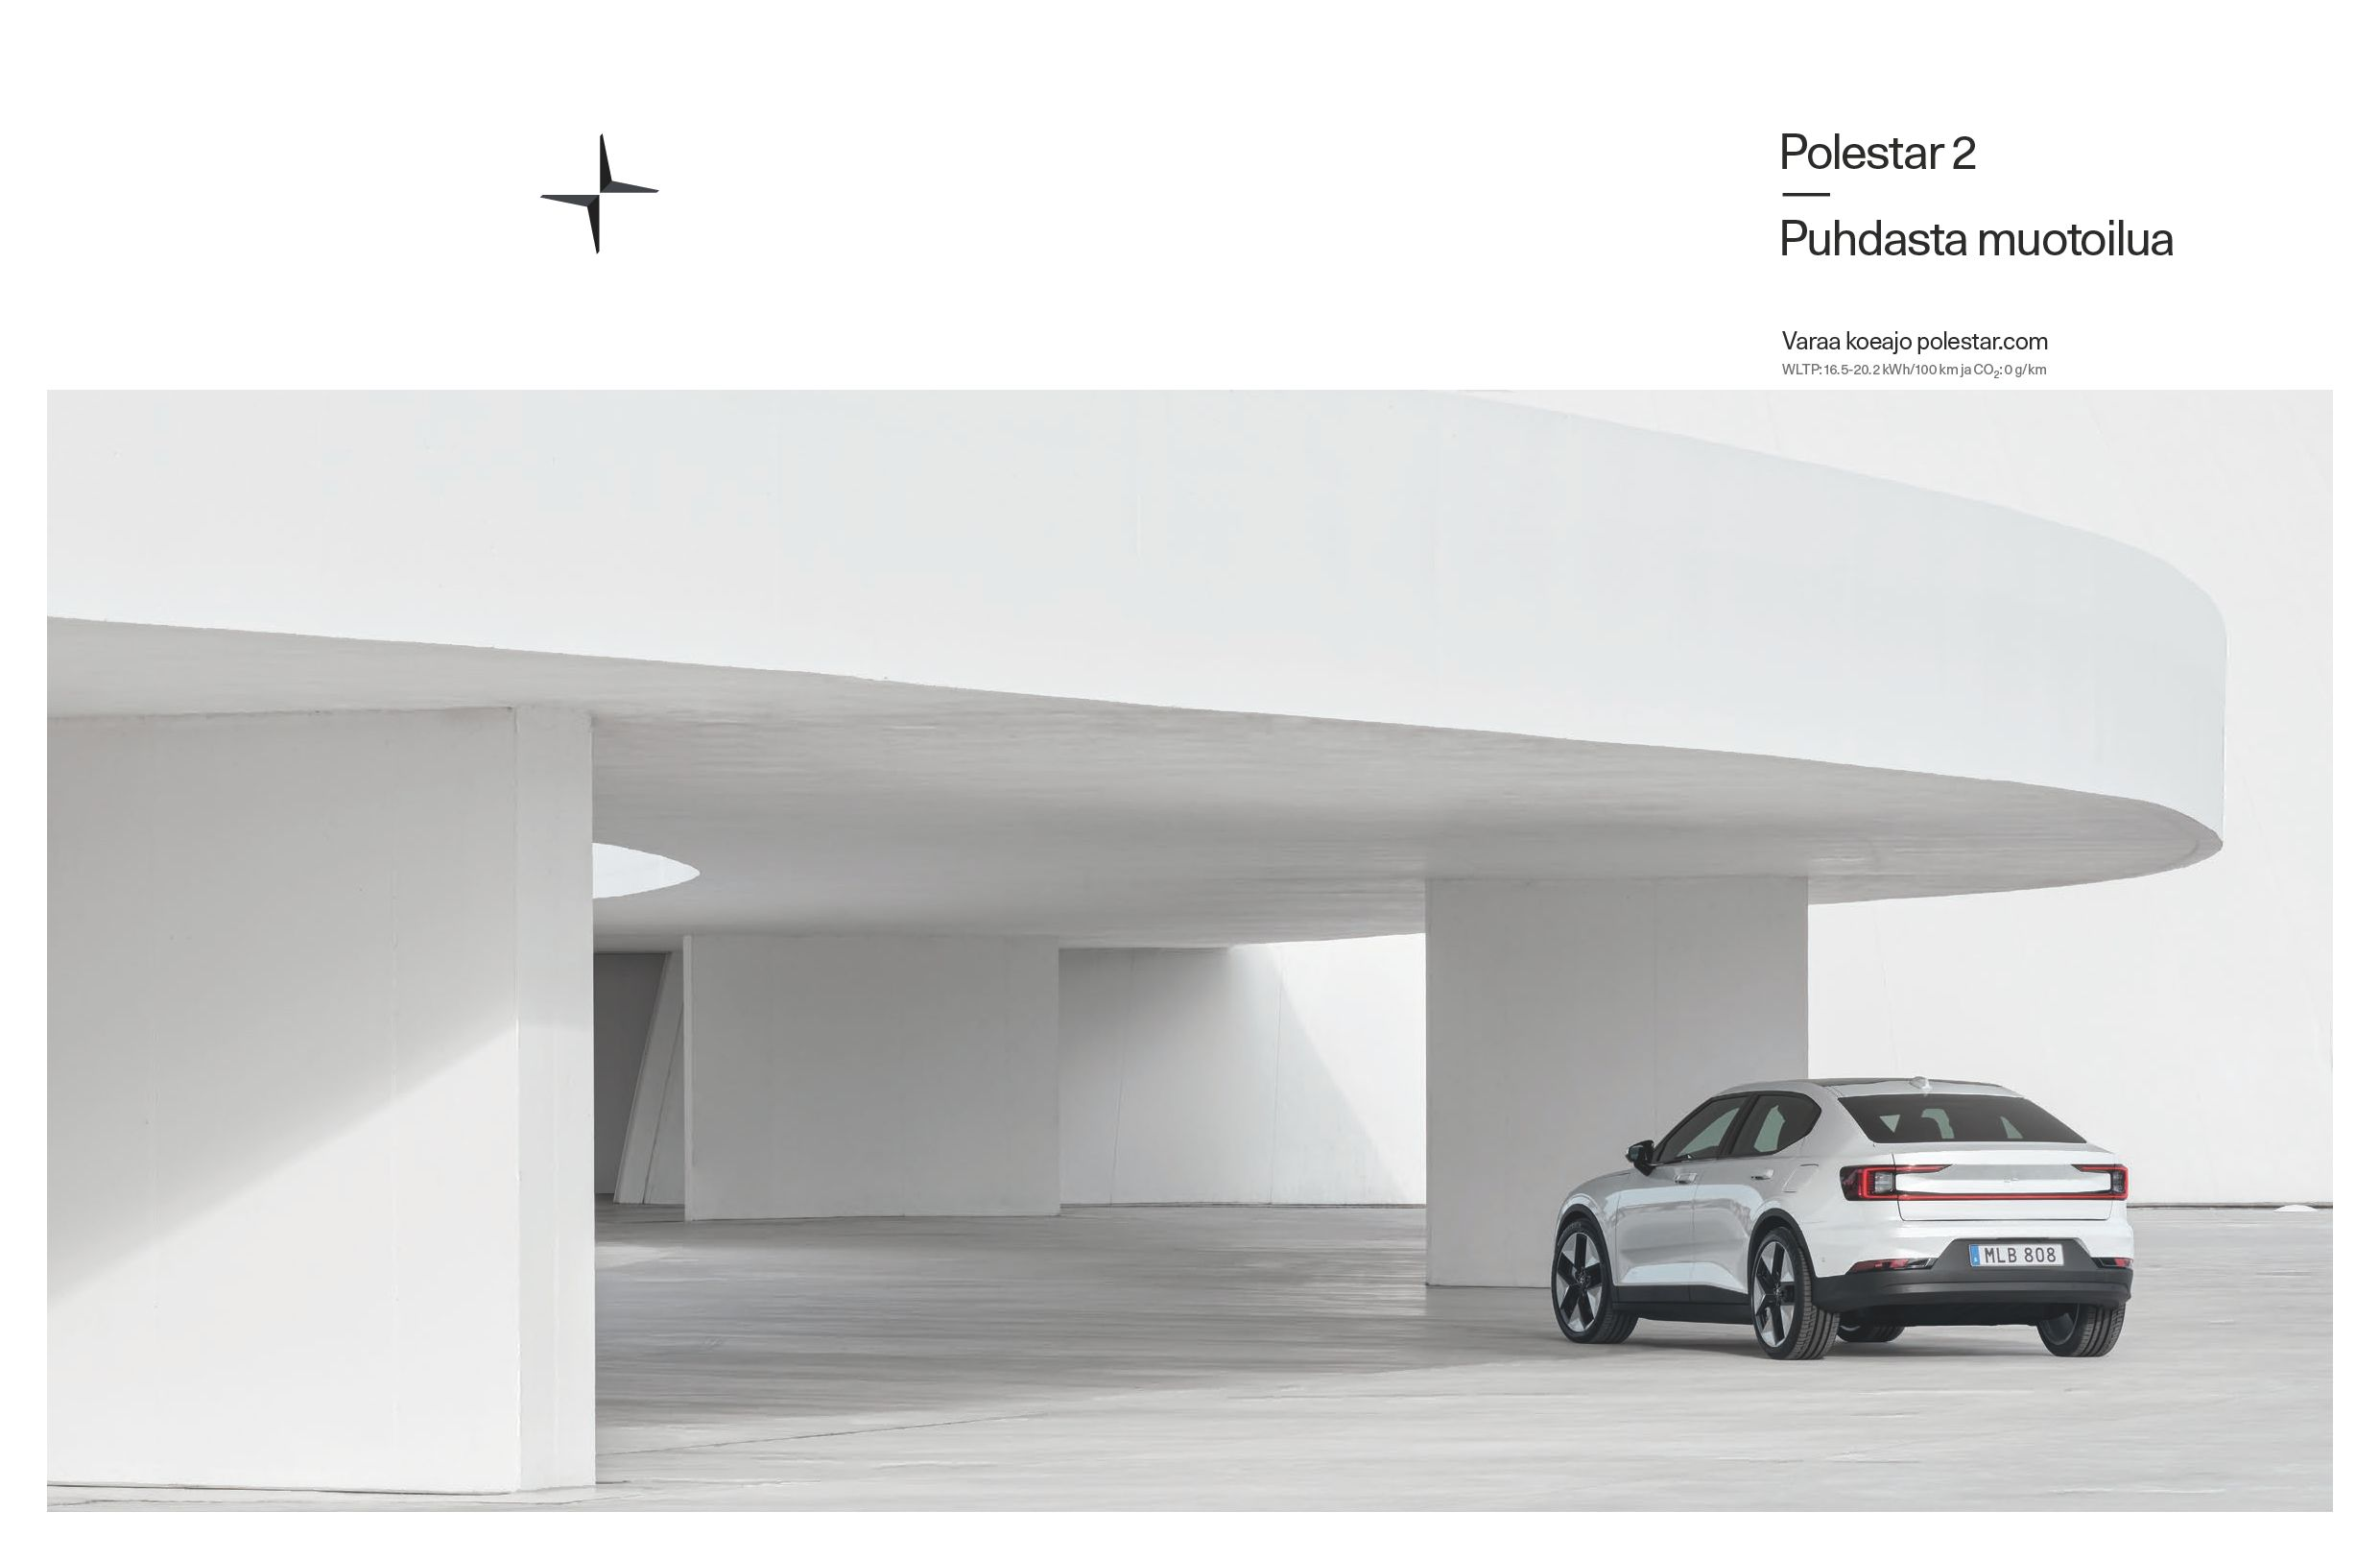 Polestar 2
Puhdasta muotoilua
Varaa koeajo polestar.com
WLTP: 16.5-20.2 kWh/100 km ja CO₂: 0 g/km
MLB 808